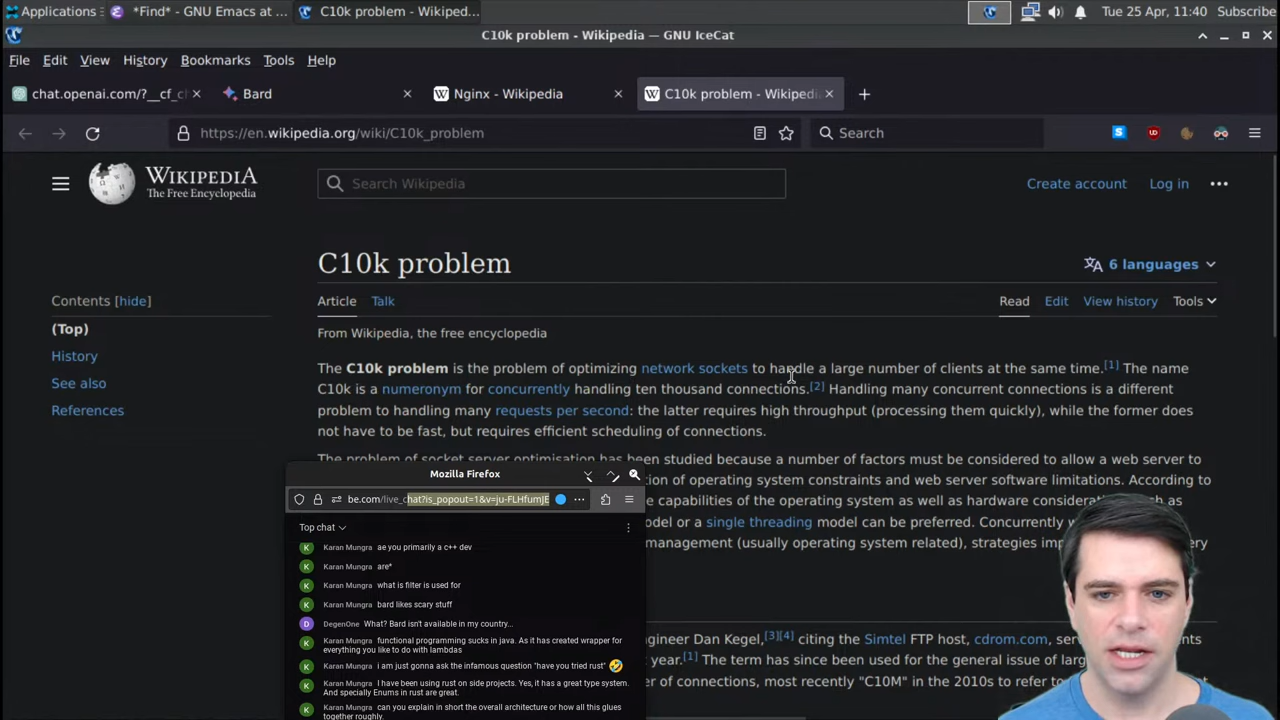 Applications
*Find* - GNU Emacs at ...
C10k problem - Wikiped...
Tue 25 Apr, 11:40
Subscribe
C10k problem - Wikipedia — GNU IceCat
File Edit View History Bookmarks Tools Help
chat.openai.com/?__cf_c
Bard
Nginx - Wikipedia
C10k problem - Wikipedi
https://en.wikipedia.org/wiki/C10k_problem
Search
WIKIPEDIA
The Free Encyclopedia
Search Wikipedia
Create account
Log in
C10k problem
6 languages
Contents [hide]
(Top)
History
See also
References
Article Talk
Read Edit View history Tools
From Wikipedia, the free encyclopedia
The C10k problem is the problem of optimizing network sockets to handle a large number of clients at the same time.[1] The name
C10k is a numeronym for concurrently handling ten thousand connections.[2] Handling many concurrent connections is a different
problem to handling many requests per second: the latter requires high throughput (processing them quickly), while the former does
not have to be fast, but requires efficient scheduling of connections.
The problem of socket server optimisation has been studied because a number of factors must be considered to allow a web server to
tion of operating system constraints and web server software limitations. According to
e capabilities of the operating system as well as hardware considerat
as
odel or a single threading model can be preferred. Concurrently w
management (usually operating system related), strategies imp
ery
ngineer Dan Kegel,[3][4] citing the Simtel FTP host, cdrom.com, ser
ents
year.[1] The term has since been used for the general issue of larg
er of connections, most recently "C10M" in the 2010s to refer to
Mozilla Firefox
be.com/live_chat?is_popout=1&v=ju-FLHfumJE
Top chat
K Karan Mungra ae you primarily a c++ dev
K Karan Mungra are*
K Karan Mungra what is filter is used for
K Karan Mungra bard likes scary stuff
D DegenOne What? Bard isn't available in my country...
K Karan Mungra functional programming sucks in java. As it has created wrapper for
everything you like to do with lambdas
K Karan Mungra i am just gonna ask the infamous question "have you tried rust" 🤣
K Karan Mungra I have been using rust on side projects. Yes, it has a great type system.
And specially Enums in rust are great.
K Karan Mungra can you explain in short the overall architecture or how all this glues
together roughly.